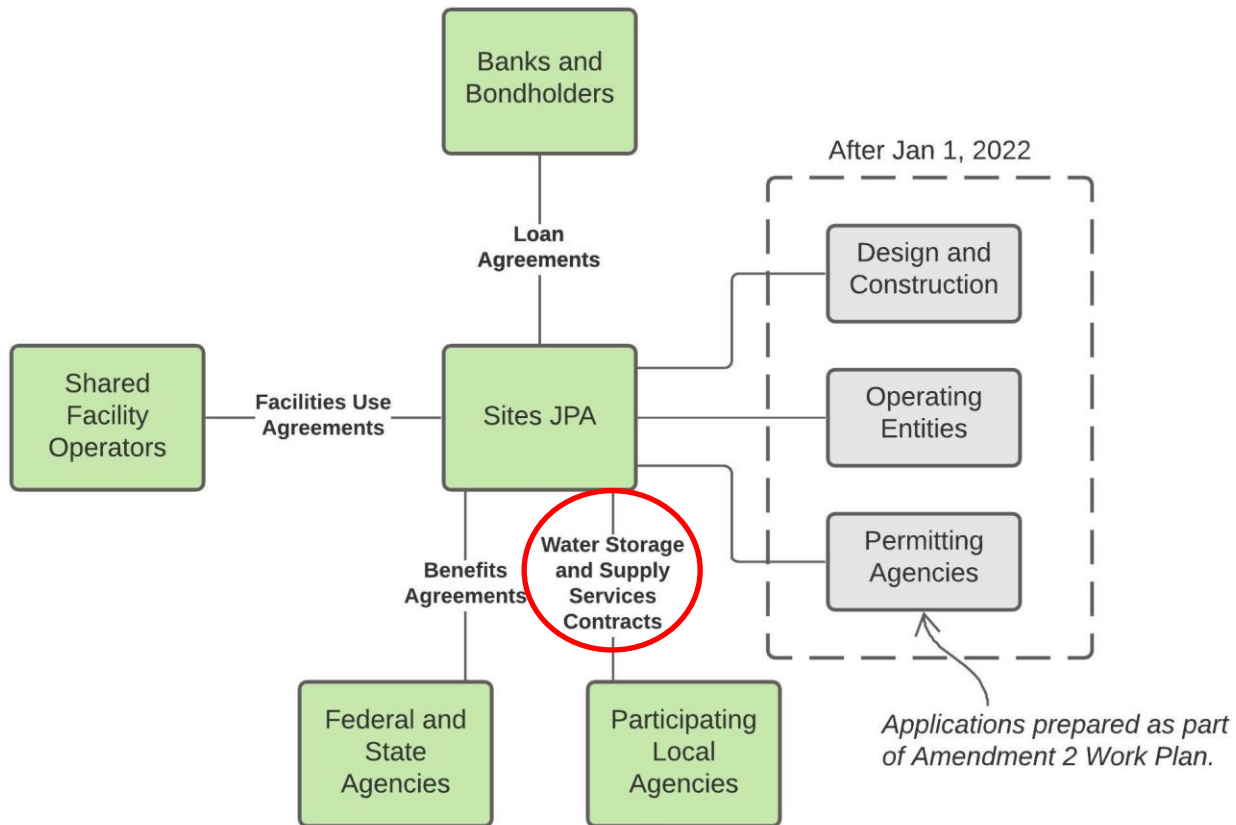 Banks and
Bondholders
After Jan 1, 2022
Loan
Agreements
Design and
Construction
Shared
Facility
Operators
Facilities Use
Agreements
Sites JPA
Operating
Entities
Benefits
Agreements
Water Storage
and Supply
Services
Contracts
Permitting
Agencies
Federal and
State
Agencies
Participating
Local
Agencies
Applications prepared as part
of Amendment 2 Work Plan.